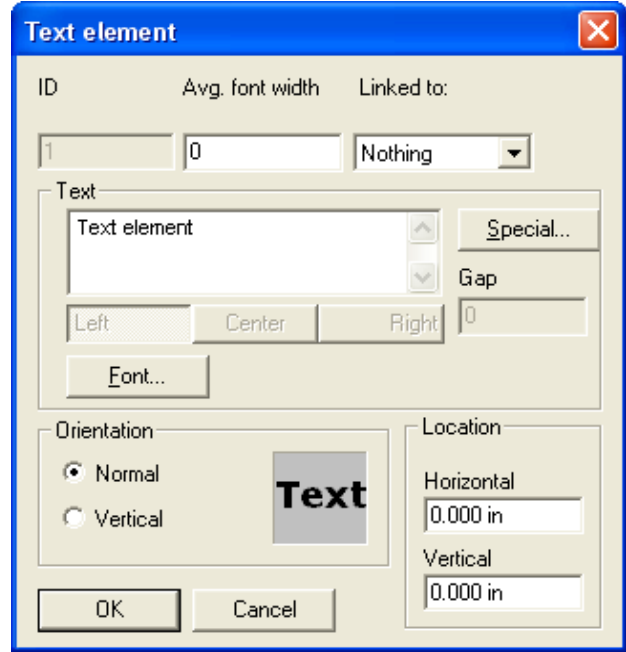 Text element
ID Avg. font width Linked to:
1 0 Nothing
Text
Text element
Special...
Gap
Left Center Right 0
Font...
Orientation
Normal
Vertical
Text
Location
Horizontal
0.000 in
Vertical
0.000 in
OK Cancel